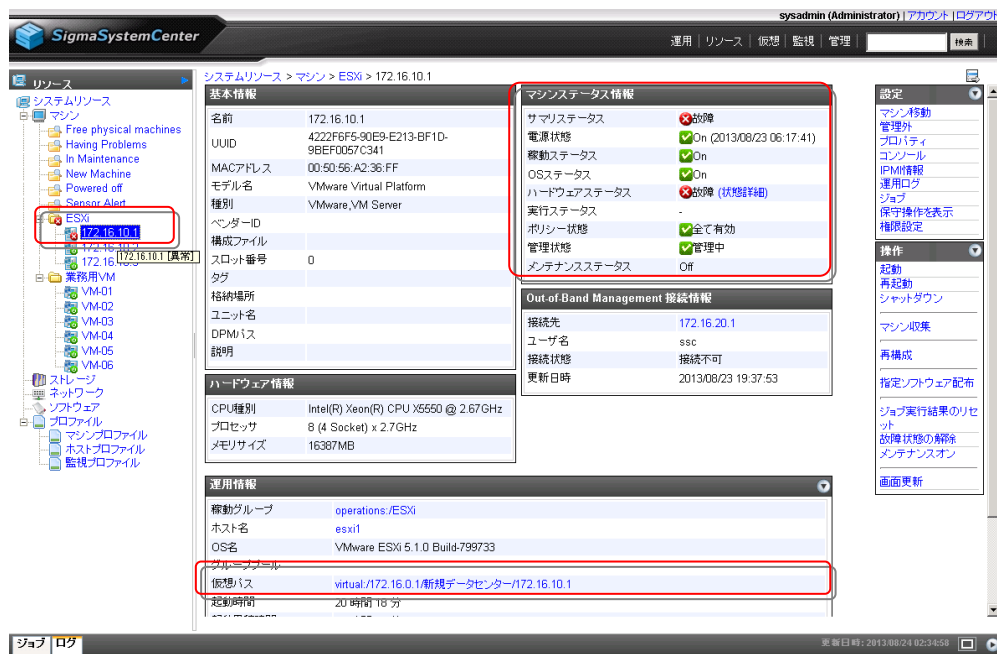 sysadmin (Administrator) | アカウント | ログアウト
SigmaSystemCenter
運用 | リソース | 仮想 | 監視 | 管理 |
検索
リソース
システムリソース
マシン
Free physical machines
Having Problems
In Maintenance
New Machine
Powered off
Sensor Alert
ESXi
172.16.10.1
172.16.10.1 [異常]
業務用VM
VM-01
VM-02
VM-03
VM-04
VM-05
VM-06
ストレージ
ネットワーク
ソフトウェア
プロファイル
マシンプロファイル
ホストプロファイル
監視プロファイル
システムリソース > マシン > ESXi > 172.16.10.1
基本情報
名前 172.16.10.1
UUID 4222F6F5-90E9-E213-BF1D-
9BEF0057C341
MACアドレス 00:50:56:A2:36:FF
モデル名 VMware Virtual Platform
種別 VMware,VM Server
ベンダーID
構成ファイル
スロット番号 0
タグ
格納場所
ユニット名
DPMパス
説明
ハードウェア情報
CPU種別 Intel(R) Xeon(R) CPU X5550 @ 2.67GHz
プロセッサ 8 (4 Socket) x 2.7GHz
メモリサイズ 16387MB
マシンステータス情報
サマリステータス 故障
電源状態 On (2013/08/23 06:17:41)
稼動ステータス On
OSステータス On
ハードウェアステータス 故障 (状態詳細)
実行ステータス -
ポリシー状態 全て有効
管理状態 管理中
メンテナンスステータス Off
Out-of-Band Management 接続情報
接続先 172.16.20.1
ユーザ名 ssc
接続状態 接続不可
更新日時 2013/08/23 19:37:53
運用情報
稼動グループ operations:/ESXi
ホスト名 esxi1
OS名 VMware ESXi 5.1.0 Build-799733
グループプール
仮想パス virtual:/172.16.0.1/新規データセンター/172.16.10.1
起動時間 20 時間 18 分
設定
マシン移動
管理外
プロパティ
コンソール
IPMI情報
運用ログ
ジョブ
保守操作を表示
権限設定
操作
起動
再起動
シャットダウン
マシン収集
再構成
指定ソフトウェア配布
ジョブ実行結果のリセ
ット
故障状態の解除
メンテナンスオン
画面更新
ジョブ ログ
更新日時 : 2013/08/24 02:34:58